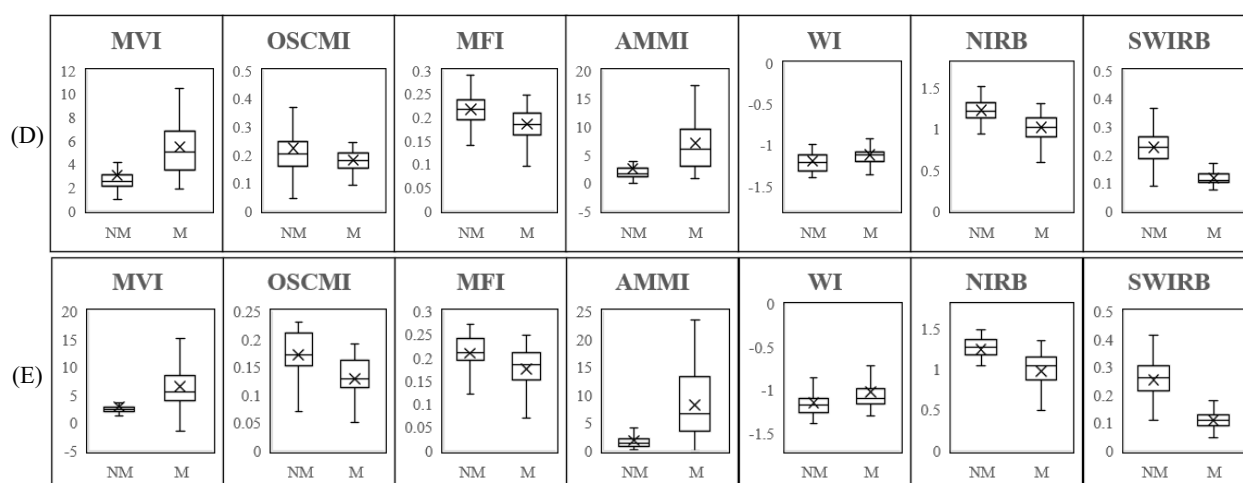 MVI OSCMI MFI AMMI WI NIRB SWIRB
(D)
12 0.5 0.3 20 0 1.5 0.5
10 0.4 0.25 15 -0.5 1 0.4
8 0.3 0.2 10 -1 0.5 0.3
6 0.2 0.15 5 -1.5 0 0.2
4 0.1 0.1 0 0.1
2 0 0.05 -5 0
0 0
NM M NM M NM M NM M NM M NM M NM M
MVI OSCMI MFI AMMI WI NIRB SWIRB
(E)
20 0.25 0.3 25 0 1.5 0.5
15 0.2 0.25 20 -0.5 1 0.4
10 0.15 0.2 15 -1 0.5 0.3
5 0.1 0.15 10 -1.5 0 0.2
0 0.05 0.1 5 0.1
-5 0 0.05 0 0
0
NM M NM M NM M NM M NM M NM M NM M